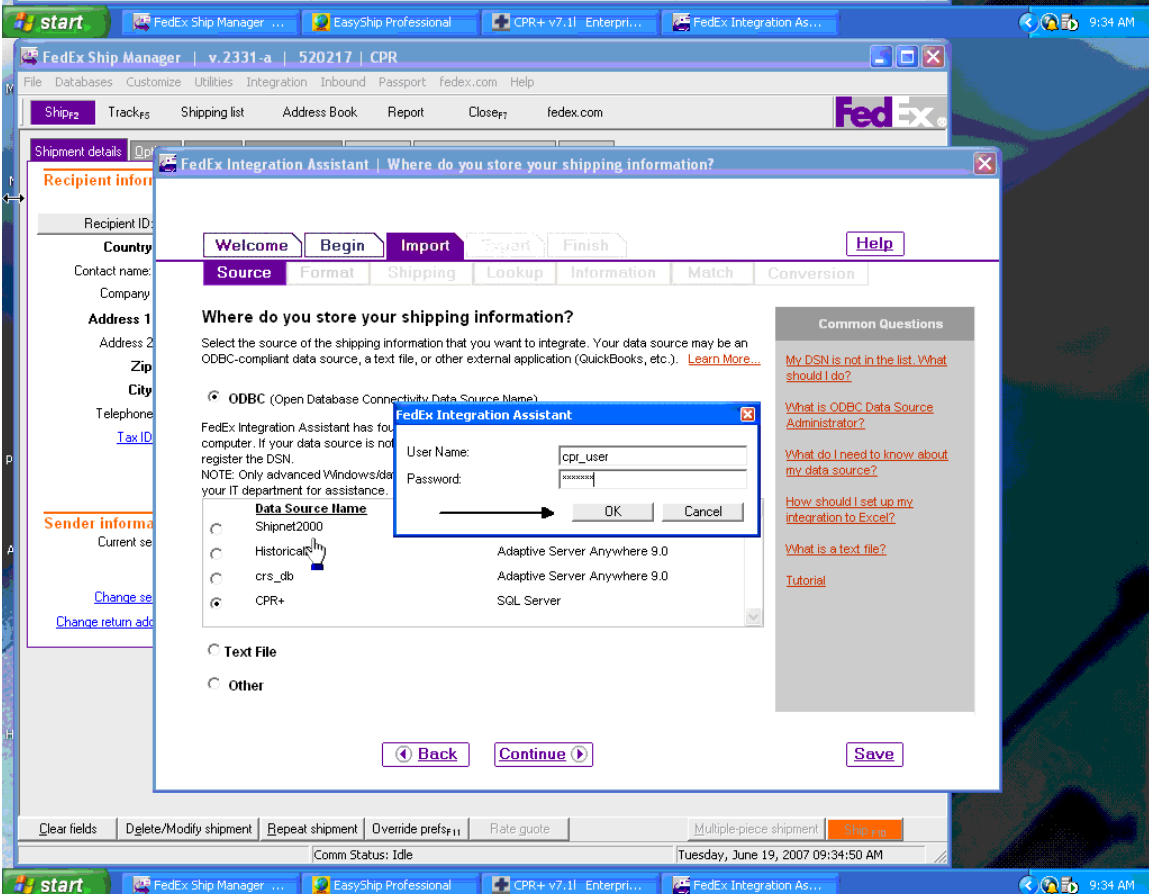 start FedEx Ship Manager ... EasyShip Professional CPR+ v7.1l Enterpri... FedEx Integration As... 9:34 AM
FedEx Ship Manager | v.2331-a | 520217 | CPR
File Databases Customize Utilities Integration Inbound Passport fedex.com Help
ShipF2 TrackF5 Shipping list Address Book Report CloseF7 fedex.com FedEx®
Shipment details Opt
FedEx Integration Assistant | Where do you store your shipping information?
Recipient inform
Recipient ID:
Country
Contact name:
Company
Address 1
Address 2
Zip
City
Telephone
Tax ID
Sender informa
Current se
Change se
Change return add
Welcome Begin Import Export Finish Help
Source Format Shipping Lookup Information Match Conversion
Where do you store your shipping information?
Select the source of the shipping information that you want to integrate. Your data source may be an
ODBC-compliant data source, a text file, or other external application (QuickBooks, etc.). Learn More...
ODBC (Open Database Connectivity Data Source Name)
FedEx Integration Assistant has fou
computer. If your data source is not
register the DSN.
NOTE: Only advanced Windows/da
your IT department for assistance.
Data Source Name
Shipnet2000
Historical Adaptive Server Anywhere 9.0
crs_db Adaptive Server Anywhere 9.0
CPR+ SQL Server
Text File
Other
FedEx Integration Assistant
User Name: cpr_user
Password: xxxxxxx
OK Cancel
Common Questions
My DSN is not in the list. What
should I do?
What is ODBC Data Source
Administrator?
What do I need to know about
my data source?
How should I set up my
integration to Excel?
What is a text file?
Tutorial
Back Continue Save
Clear fields Delete/Modify shipment Repeat shipment Override prefsF11 Rate quote Multiple-piece shipment Ship F10
Comm Status: Idle Tuesday, June 19, 2007 09:34:50 AM
start FedEx Ship Manager ... EasyShip Professional CPR+ v7.1l Enterpri... FedEx Integration As... 9:34 AM